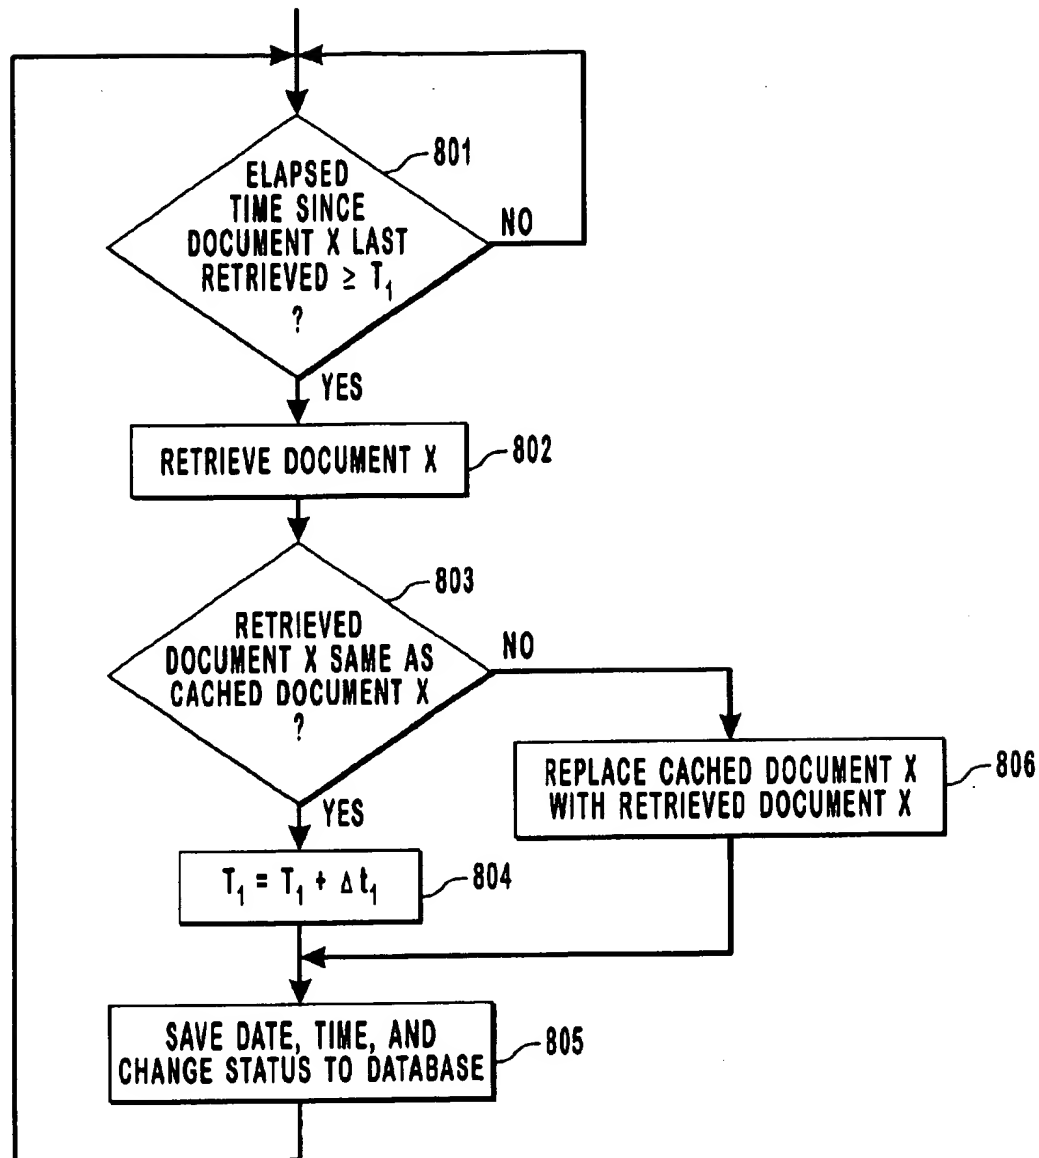 801
ELAPSED
TIME SINCE
DOCUMENT X LAST
RETRIEVED ≥ T₁
?
NO
YES
RETRIEVE DOCUMENT X
802
803
RETRIEVED
DOCUMENT X SAME AS
CACHED DOCUMENT X
?
NO
YES
REPLACE CACHED DOCUMENT X
WITH RETRIEVED DOCUMENT X
806
T₁ = T₁ + Δ t₁
804
SAVE DATE, TIME, AND
CHANGE STATUS TO DATABASE
805